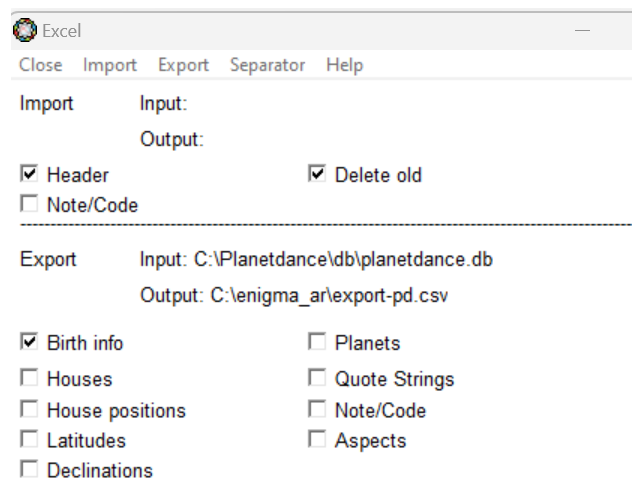 Excel
Close Import Export Separator Help
Import Input:
Output:
Header Delete old
Note/Code
--------------------------------------------------------------------------------
Export Input: C:\Planetdance\db\planetdance.db
Output: C:\enigma_ar\export-pd.csv
Birth info Planets
Houses Quote Strings
House positions Note/Code
Latitudes Aspects
Declinations